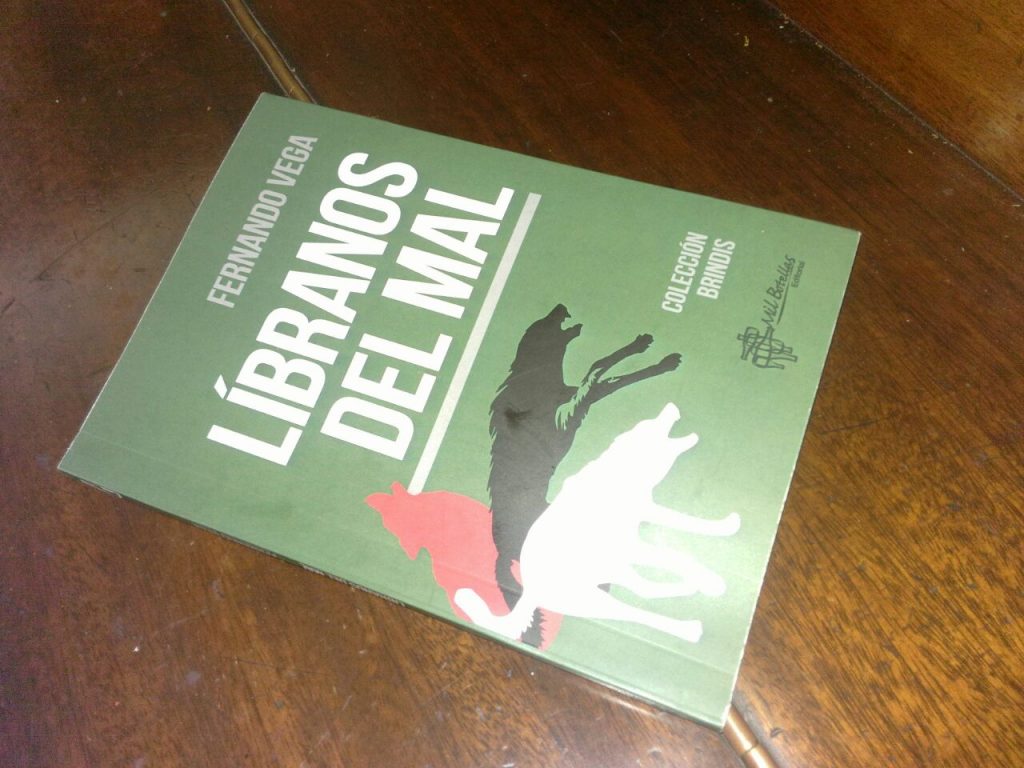 FERNANDO VEGA
LÍBRANOS
DEL MAL
COLECCIÓN
BRINDIS
Mil Botellas
Editorial